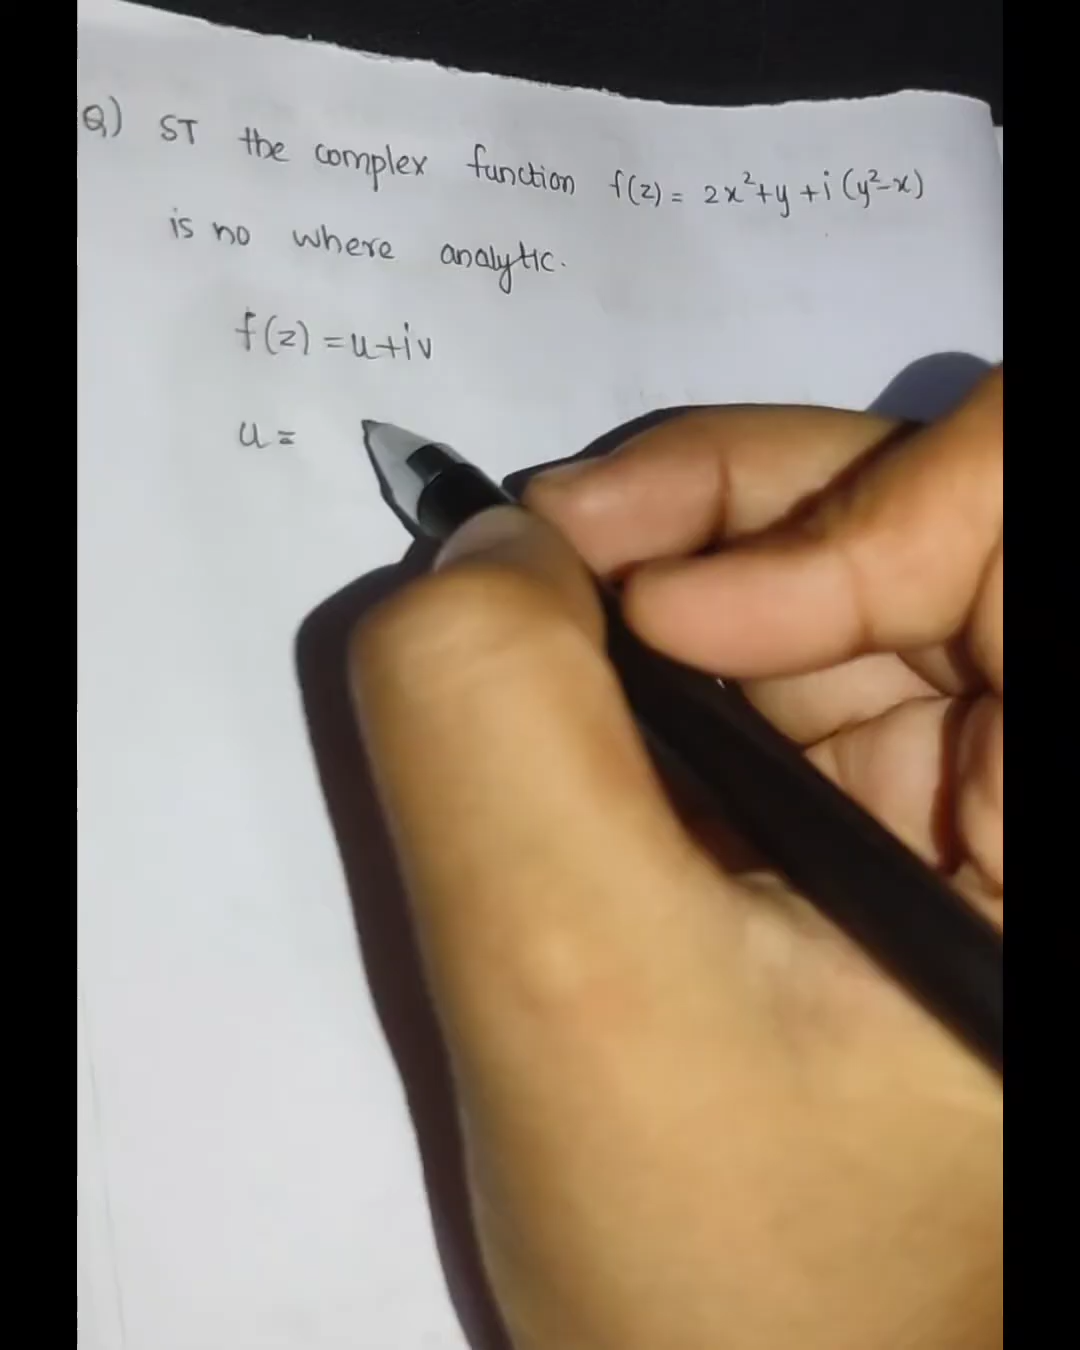 Q) ST the complex function f(z) = 2x²+y +i (y²-x)
is no where analytic.
f(z) = u+iv
u =